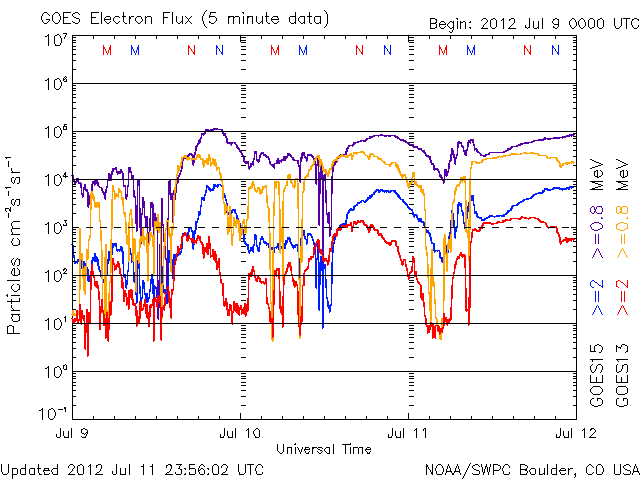 GOES Electron Flux (5 minute data)
Begin: 2012 Jul 9 0000 UTC
M M N N M M N N M M N N
10⁷
10⁶
10⁵
10⁴
10³
10²
10¹
10⁰
10⁻¹
Particles cm⁻²s⁻¹sr⁻¹
GOES15 >=2 >=0.8 MeV
GOES13 >=2 >=0.8 MeV
Jul 9 Jul 10 Jul 11 Jul 12
Universal Time
Updated 2012 Jul 11 23:56:02 UTC
NOAA/SWPC Boulder, CO USA